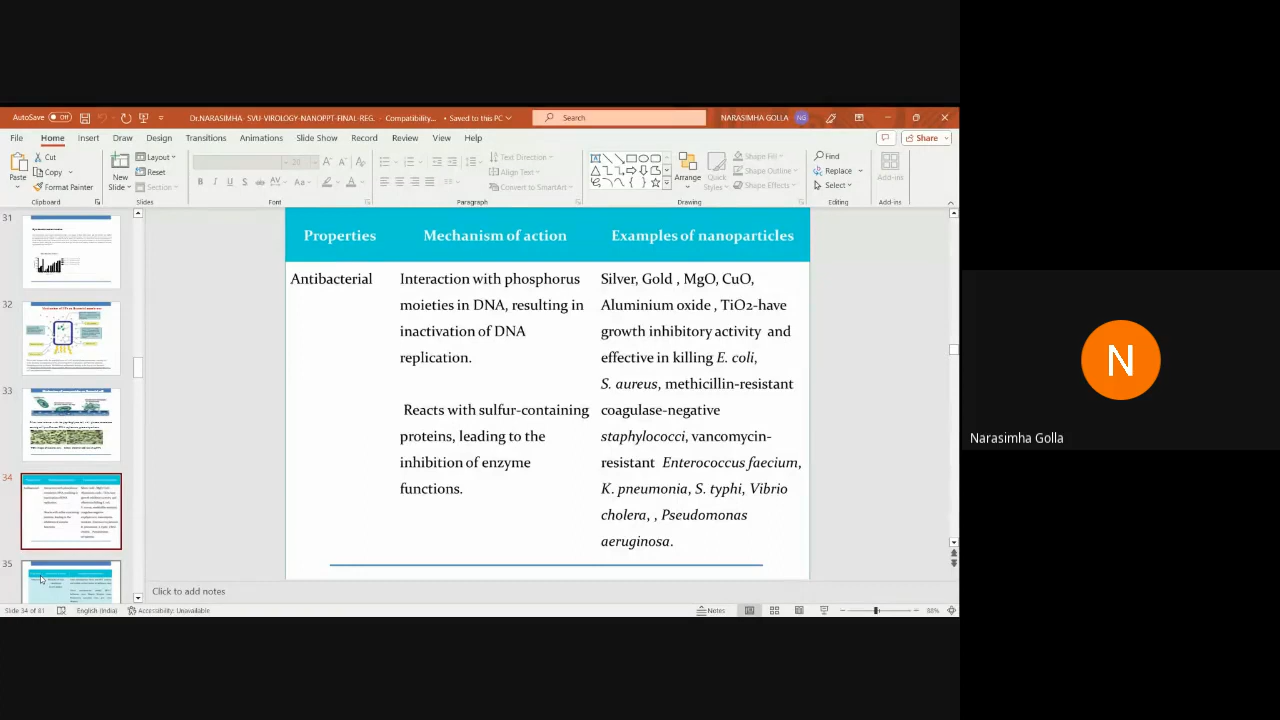 AutoSave Off Dr.NARASIMHA- SVU-VIROLOGY-NANOPPT-FINAL-REG. - Compatibility... • Saved to this PC Search NARASIMHA GOLLA NG
File Home Insert Draw Design Transitions Animations Slide Show Record Review View Help Share
Paste Cut Copy Format Painter Clipboard
New Slide Layout Reset Section Slides
20 B I U S ab AV Aa A Font
Text Direction Align Text Convert to SmartArt Paragraph
Arrange Quick Styles Shape Fill Shape Outline Shape Effects Drawing
Find Replace Select Editing
Add-ins Add-ins
31
32
33
34
35
Properties Mechanism of action Examples of nanoparticles
Antibacterial
Interaction with phosphorus
moieties in DNA, resulting in
inactivation of DNA
replication.
Reacts with sulfur-containing
proteins, leading to the
inhibition of enzyme
functions.
Silver, Gold , MgO, CuO,
Aluminium oxide , TiO2-have
growth inhibitory activity and
effective in killing E. coli,
S. aureus, methicillin-resistant
coagulase-negative
staphylococci, vancomycin-
resistant Enterococcus faecium,
K. pneumonia, S. typhi, Vibrio
cholera, , Pseudomonas
aeruginosa.
Click to add notes
Slide 34 of 81 English (India) Accessibility: Unavailable Notes 88%
N
Narasimha Golla